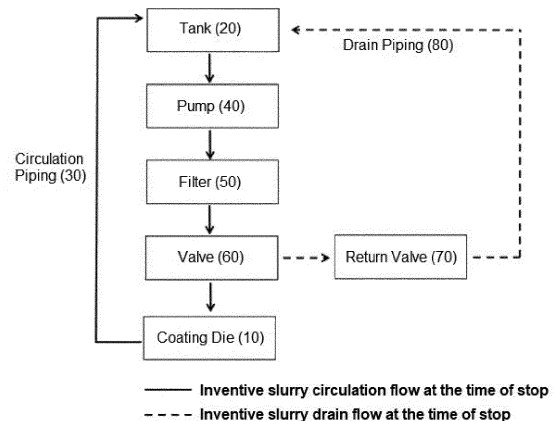 Tank (20)
Drain Piping (80)
Pump (40)
Circulation
Piping (30)
Filter (50)
Valve (60)
Return Valve (70)
Coating Die (10)
Inventive slurry circulation flow at the time of stop
Inventive slurry drain flow at the time of stop